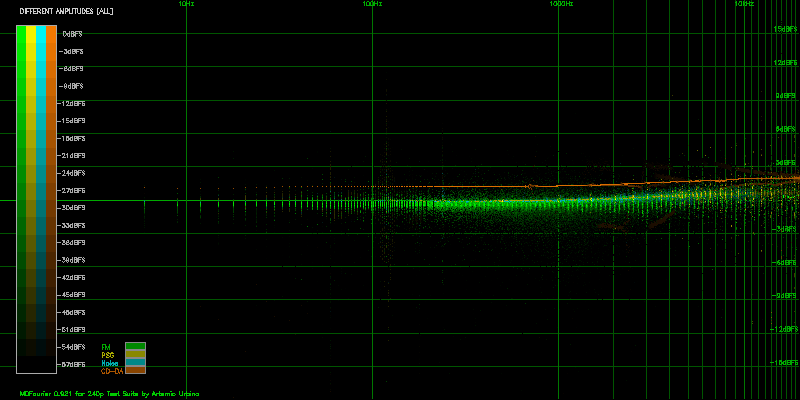 DIFFERENT AMPLITUDES [ALL]
10Hz
100Hz
1000Hz
10kHz
0dBFS
-3dBFS
-6dBFS
-9dBFS
-12dBFS
-15dBFS
-18dBFS
-21dBFS
-24dBFS
-27dBFS
-30dBFS
-33dBFS
-36dBFS
-39dBFS
-42dBFS
-45dBFS
-48dBFS
-51dBFS
-54dBFS
-57dBFS
15dBFS
12dBFS
9dBFS
6dBFS
3dBFS
-3dBFS
-6dBFS
-9dBFS
-12dBFS
-15dBFS
FM
PSG
Noise
CD-DA
MDFourier 0.921 for 240p Test Suite by Artemio Urbina